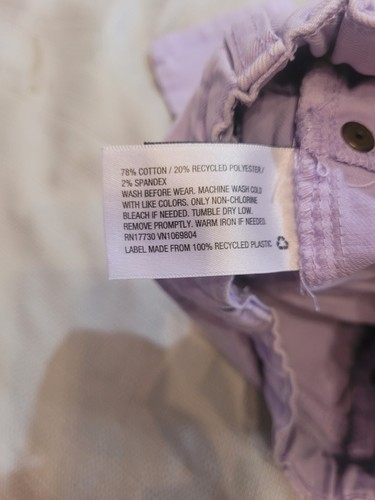 78% COTTON / 20% RECYCLED POLYESTER /
2% SPANDEX
WASH BEFORE WEAR. MACHINE WASH COLD
WITH LIKE COLORS. ONLY NON-CHLORINE
BLEACH IF NEEDED. TUMBLE DRY LOW.
REMOVE PROMPTLY. WARM IRON IF NEEDED.
RN17730 VN1069804
LABEL MADE FROM 100% RECYCLED PLASTIC